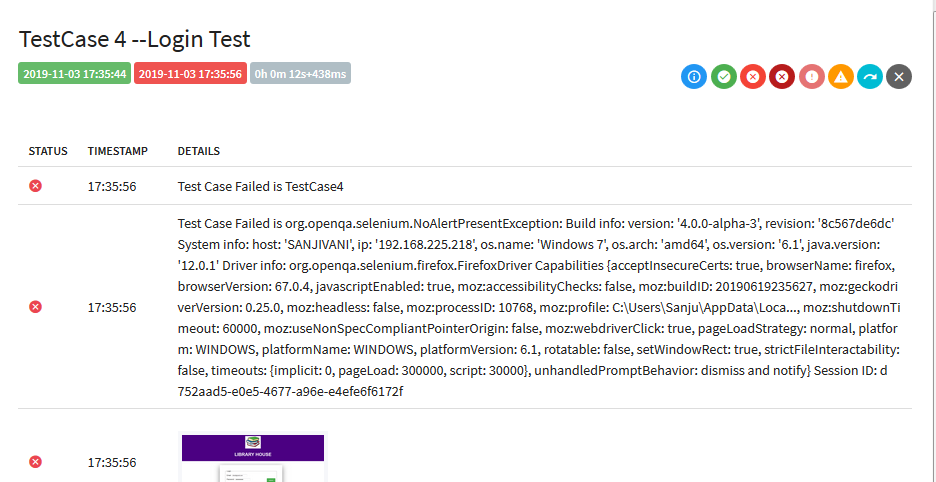 TestCase 4 --Login Test
2019-11-03 17:35:44 2019-11-03 17:35:56 0h 0m 12s+438ms
STATUS TIMESTAMP DETAILS
17:35:56 Test Case Failed is TestCase4
Test Case Failed is org.openqa.selenium.NoAlertPresentException: Build info: version: '4.0.0-alpha-3', revision: '8c567de6dc'
System info: host: 'SANJIVANI', ip: '192.168.225.218', os.name: 'Windows 7', os.arch: 'amd64', os.version: '6.1', java.version:
'12.0.1' Driver info: org.openqa.selenium.firefox.FirefoxDriver Capabilities {acceptInsecureCerts: true, browserName: firefox,
browserVersion: 67.0.4, javascriptEnabled: true, moz:accessibilityChecks: false, moz:buildID: 20190619235627, moz:geckodri
17:35:56 verVersion: 0.25.0, moz:headless: false, moz:processID: 10768, moz:profile: C:\Users\Sanju\AppData\Loca..., moz:shutdownTi
meout: 60000, moz:useNonSpecCompliantPointerOrigin: false, moz:webdriverClick: true, pageLoadStrategy: normal, platfor
m: WINDOWS, platformName: WINDOWS, platformVersion: 6.1, rotatable: false, setWindowRect: true, strictFileInteractability:
false, timeouts: {implicit: 0, pageLoad: 300000, script: 30000}, unhandledPromptBehavior: dismiss and notify} Session ID: d
752aad5-e0e5-4677-a96e-e4efe6f6172f
LIBRARY HOUSE
17:35:56